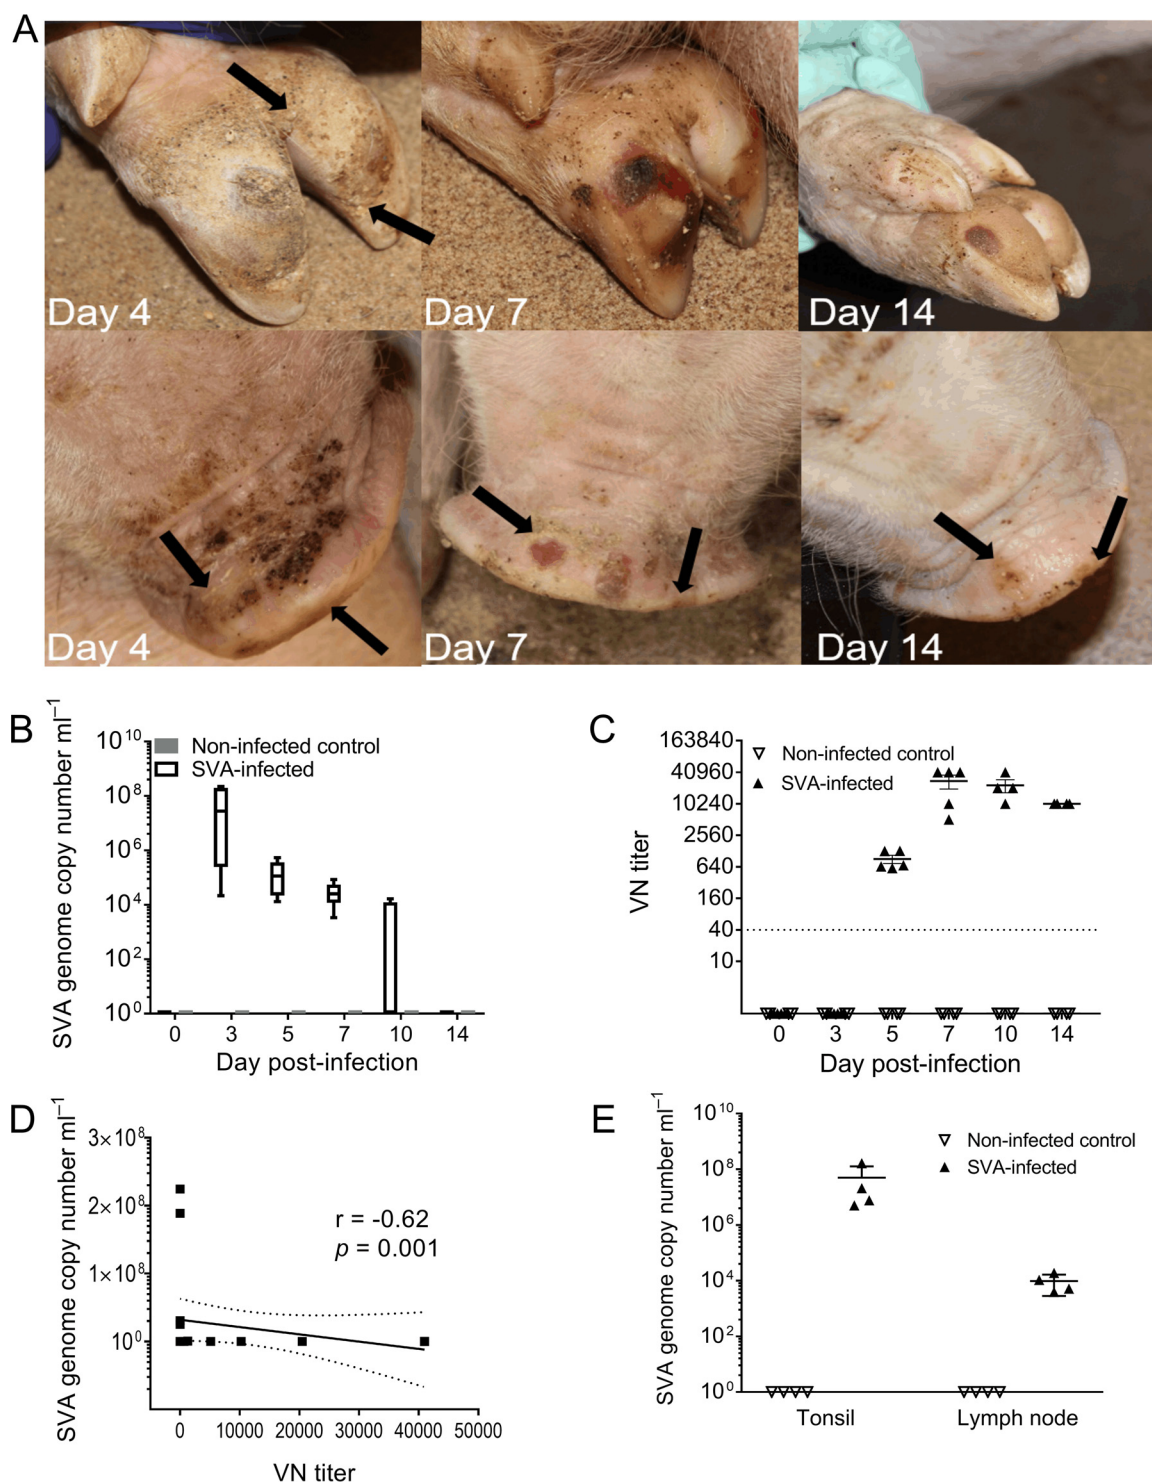 A
Day 4
Day 7
Day 14
Day 4
Day 7
Day 14
B
SVA genome copy number ml⁻¹
10¹⁰
10⁸
10⁶
10⁴
10²
10⁰
Non-infected control
SVA-infected
0 3 5 7 10 14
Day post-infection
C
VN titer
163840
40960
10240
2560
640
160
40
10
Non-infected control
SVA-infected
0 3 5 7 10 14
Day post-infection
D
SVA genome copy number ml⁻¹
3×10⁸
2×10⁸
1×10⁸
10⁰
r = -0.62
p = 0.001
0 10000 20000 30000 40000 50000
VN titer
E
SVA genome copy number ml⁻¹
10¹⁰
10⁸
10⁶
10⁴
10²
10⁰
Non-infected control
SVA-infected
Tonsil Lymph node